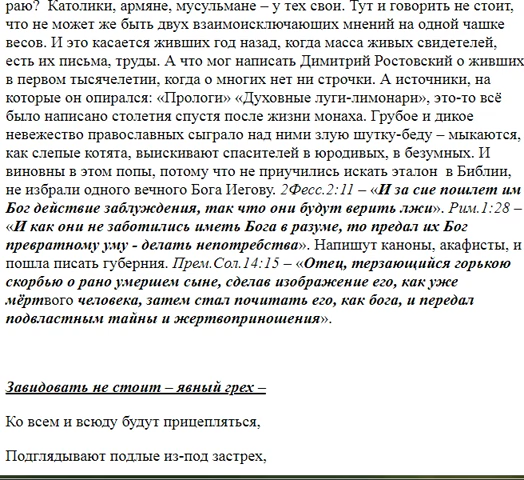 раю?  Католики, армяне, мусульмане – у тех свои. Тут и говорить не стоит,
что не может же быть двух взаимоисключающих мнений на одной чашке
весов. И это касается живших год назад, когда масса живых свидетелей,
есть их письма, труды. А что мог написать Димитрий Ростовский о живших
в первом тысячелетии, когда о многих нет ни строчки. А источники, на
которые он опирался: «Прологи» «Духовные луги-лимонари», это-то всё
было написано столетия спустя после жизни монаха. Грубое и дикое
невежество православных сыграло над ними злую шутку-беду – мыкаются,
как слепые котята, выискивают спасителей в юродивых, в безумных. И
виновны в этом попы, потому что не приучились искать эталон  в Библии,
не избрали одного вечного Бога Иегову. 2Фесс.2:11 – «И за сие пошлет им
Бог действие заблуждения, так что они будут верить лжи». Рим.1:28 –
«И как они не заботились иметь Бога в разуме, то предал их Бог
превратному уму - делать непотребства». Напишут каноны, акафисты, и
пошла писать губерния. Прем.Сол.14:15 – «Отец, терзающийся горькою
скорбью о рано умершем сыне, сделав изображение его, как уже
мёртвого человека, затем стал почитать его, как бога, и передал
подвластным тайны и жертвоприношения».
Завидовать не стоит – явный грех –
Ко всем и всюду будут прицепляться,
Подглядывают подлые из-под застрех,